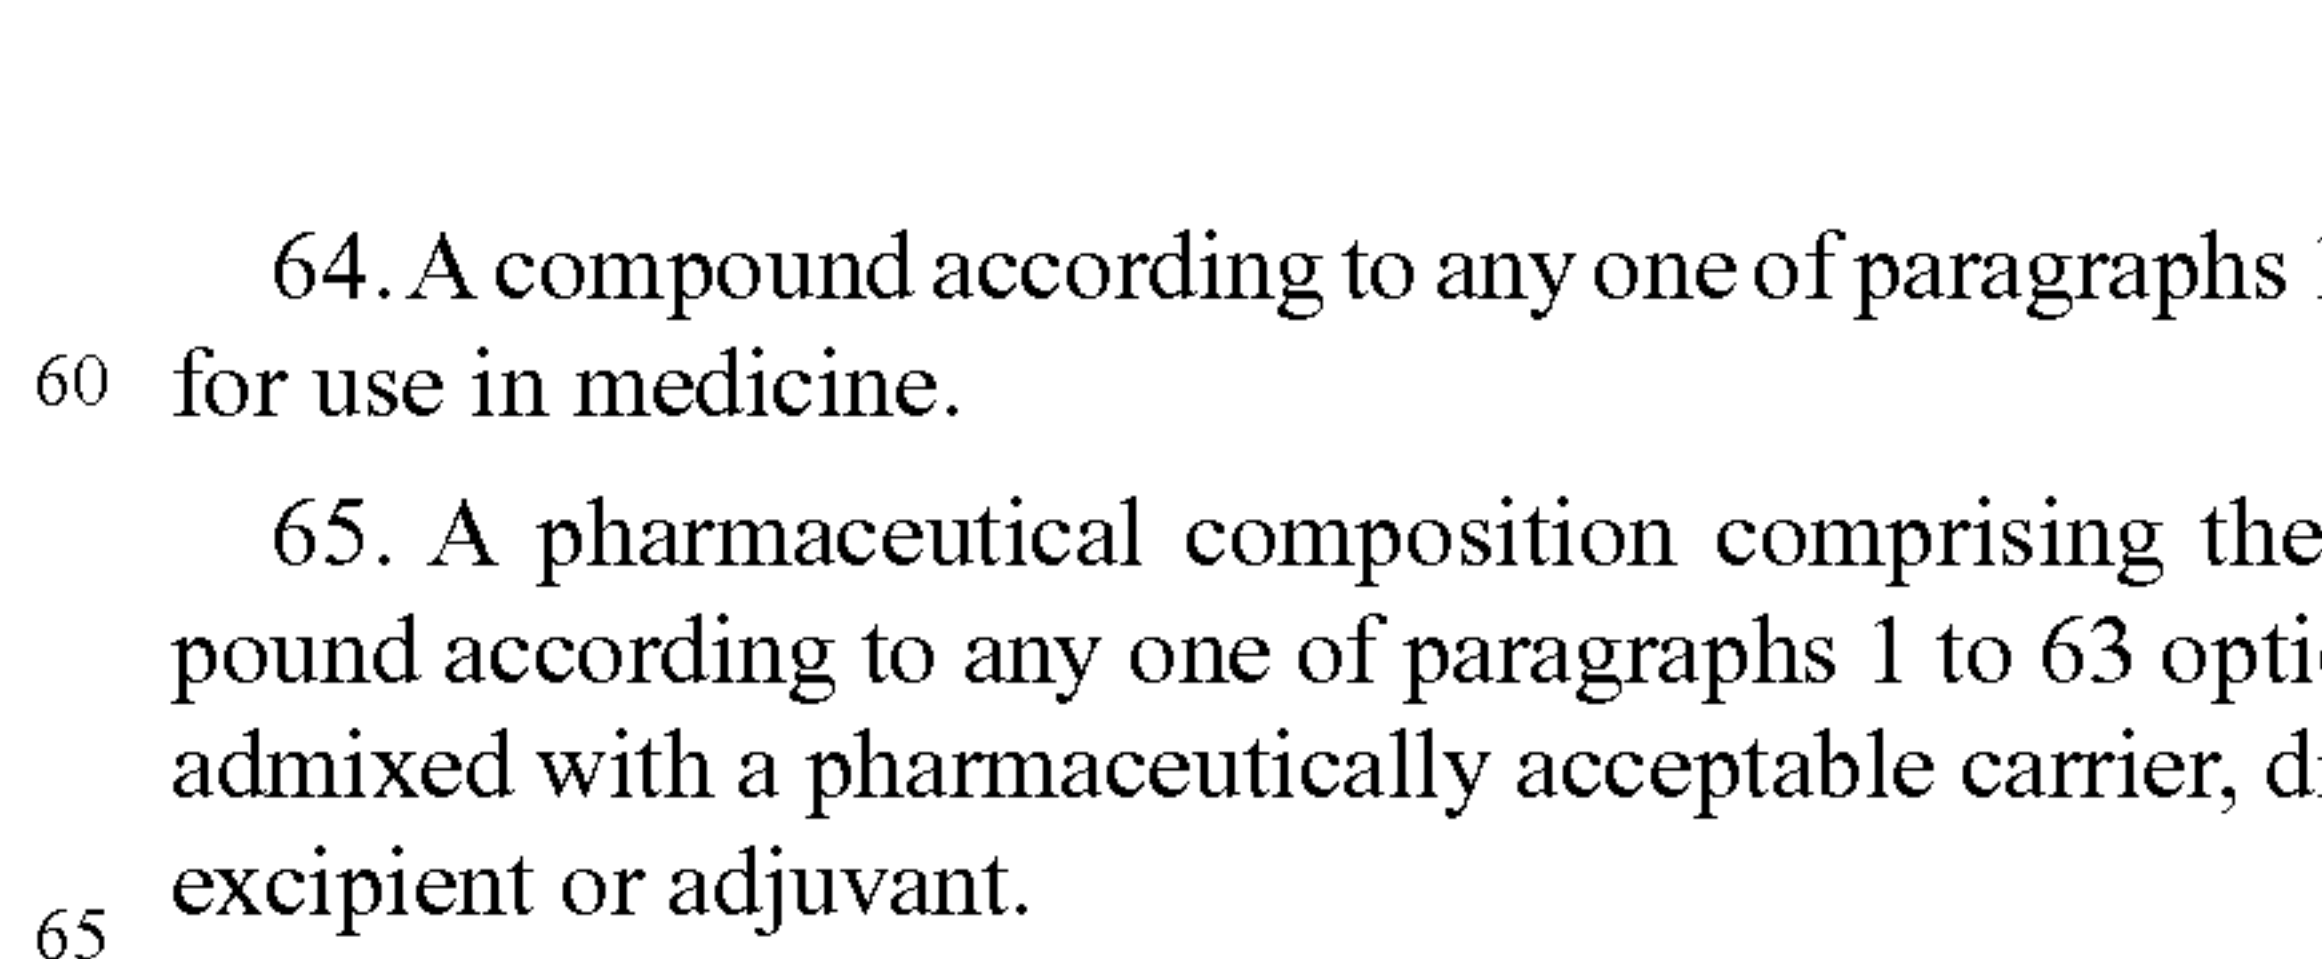 64. A compound according to any one of paragraphs
60 for use in medicine.
65. A pharmaceutical composition comprising the
pound according to any one of paragraphs 1 to 63
admixed with a pharmaceutically acceptable carrier,
excipient or adjuvant.
65